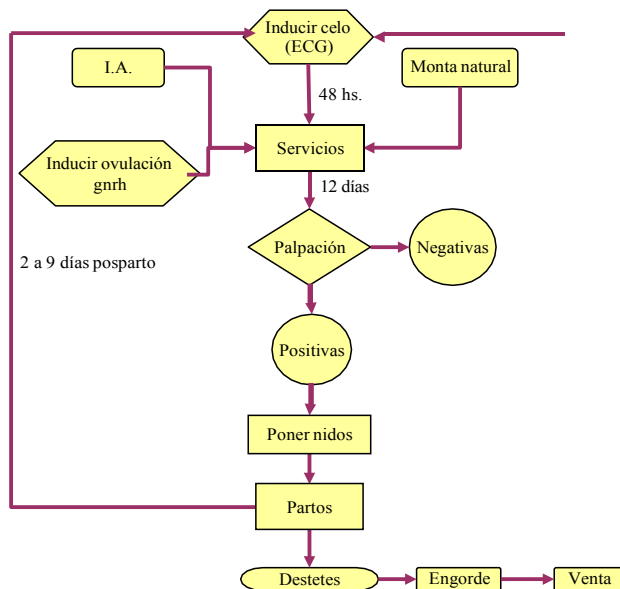 Inducir celo
(ECG)
I.A.
Monta natural
48 hs.
Servicios
Inducir ovulación
gnrh
12 días
Palpación
Negativas
2 a 9 días posparto
Positivas
Poner nidos
Partos
Destetes
Engorde
Venta